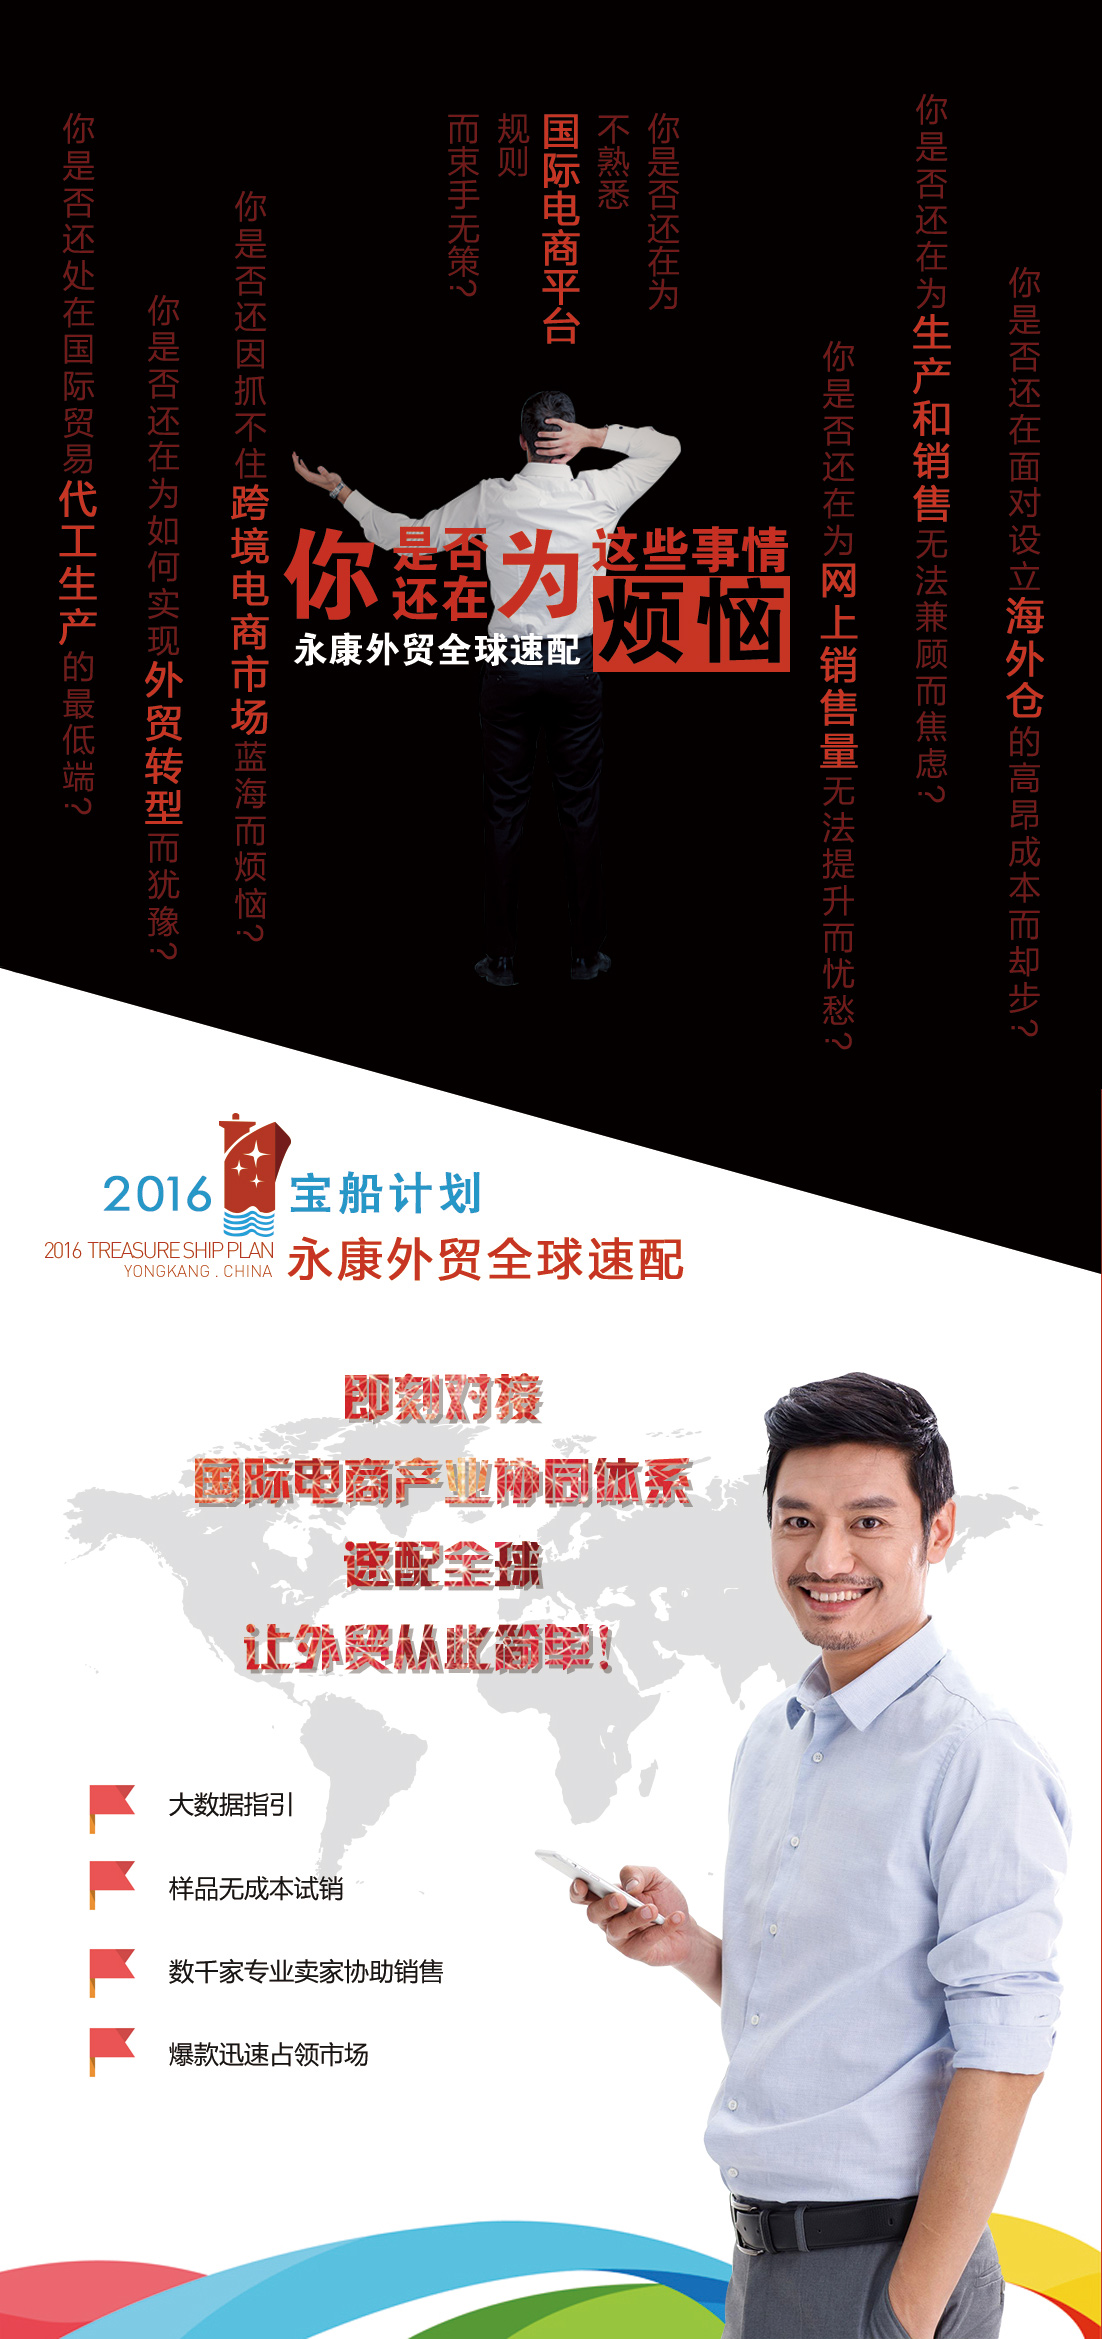 你是否还处在国际贸易代工生产的最低端?
你是否还在为如何实现外贸转型而犹豫?
你是否还因抓不住跨境电商市场蓝海而烦恼?
你是否还在为
不熟悉
国际电商平台
规则
而束手无策?
你是否还在为网上销售量无法提升而忧愁?
你是否还在为生产和销售无法兼顾而焦虑?
你是否还在面对设立海外仓的高昂成本而却步?
你是否还在为这些事情烦恼
永康外贸全球速配
2016 宝船计划
2016 TREASURE SHIP PLAN
YONGKANG . CHINA
永康外贸全球速配
即刻对接
国际电商产业协同体系
速配全球
让外贸从此简单!
大数据指引
样品无成本试销
数千家专业卖家协助销售
爆款迅速占领市场